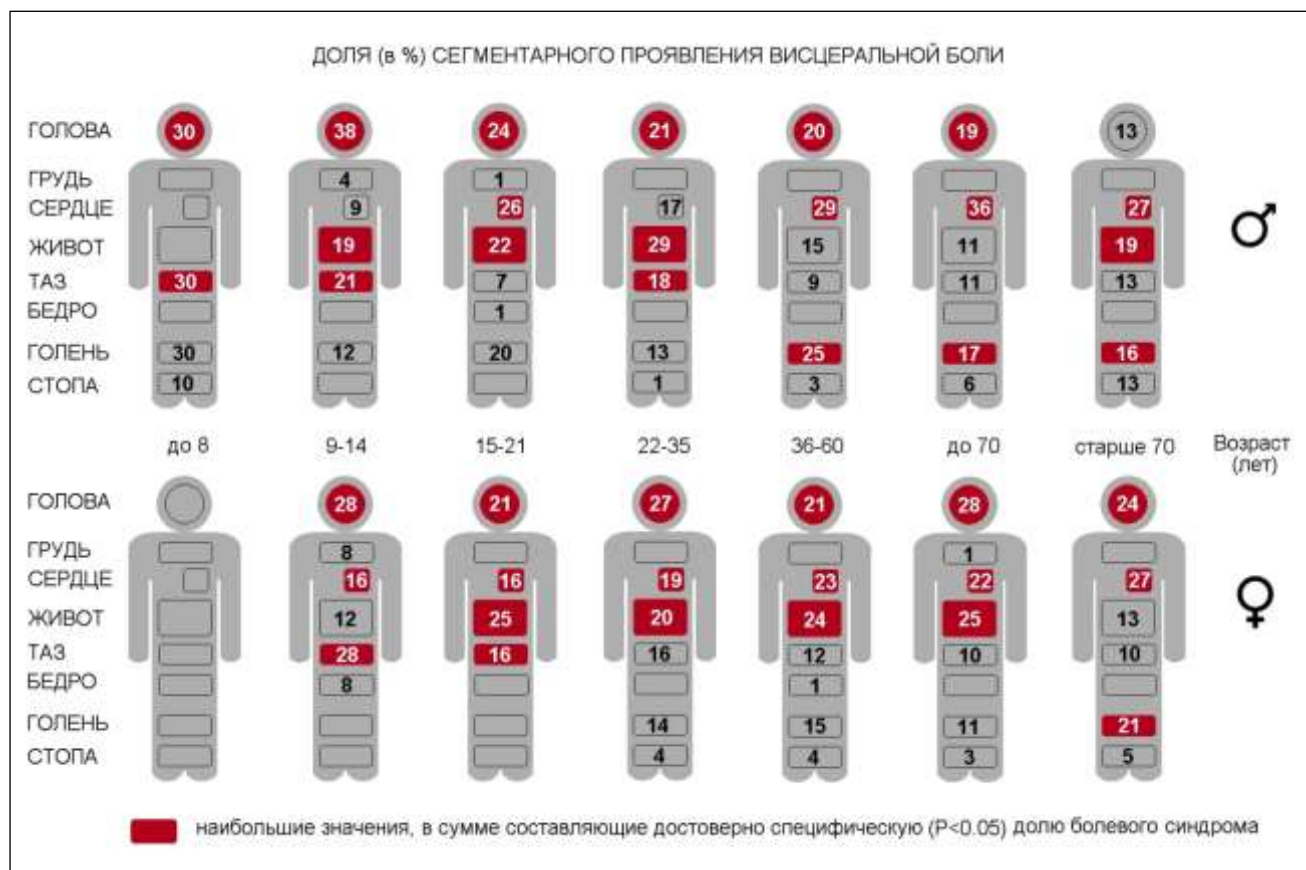 ДОЛЯ (в %) СЕГМЕНТАРНОГО ПРОЯВЛЕНИЯ ВИСЦЕРАЛЬНОЙ БОЛИ
ГОЛОВА 30 38 24 21 20 19 13
ГРУДЬ 4 1
СЕРДЦЕ 9 26 17 29 36 27
ЖИВОТ 19 22 29 15 11 19
ТАЗ 30 21 7 18 9 11 13
БЕДРО 1
ГОЛЕНЬ 30 12 20 13 25 17 16
СТОПА 10 1 3 6 13
до 8 9-14 15-21 22-35 36-60 до 70 старше 70 Возраст
(лет)
ГОЛОВА 28 21 27 21 28 24
ГРУДЬ 8 1
СЕРДЦЕ 16 16 19 23 22 27
ЖИВОТ 12 25 20 24 25 13
ТАЗ 28 16 16 12 10 10
БЕДРО 8 1
ГОЛЕНЬ 14 15 11 21
СТОПА 4 4 3 5
наибольшие значения, в сумме составляющие достоверно специфическую (P<0.05) долю болевого синдрома